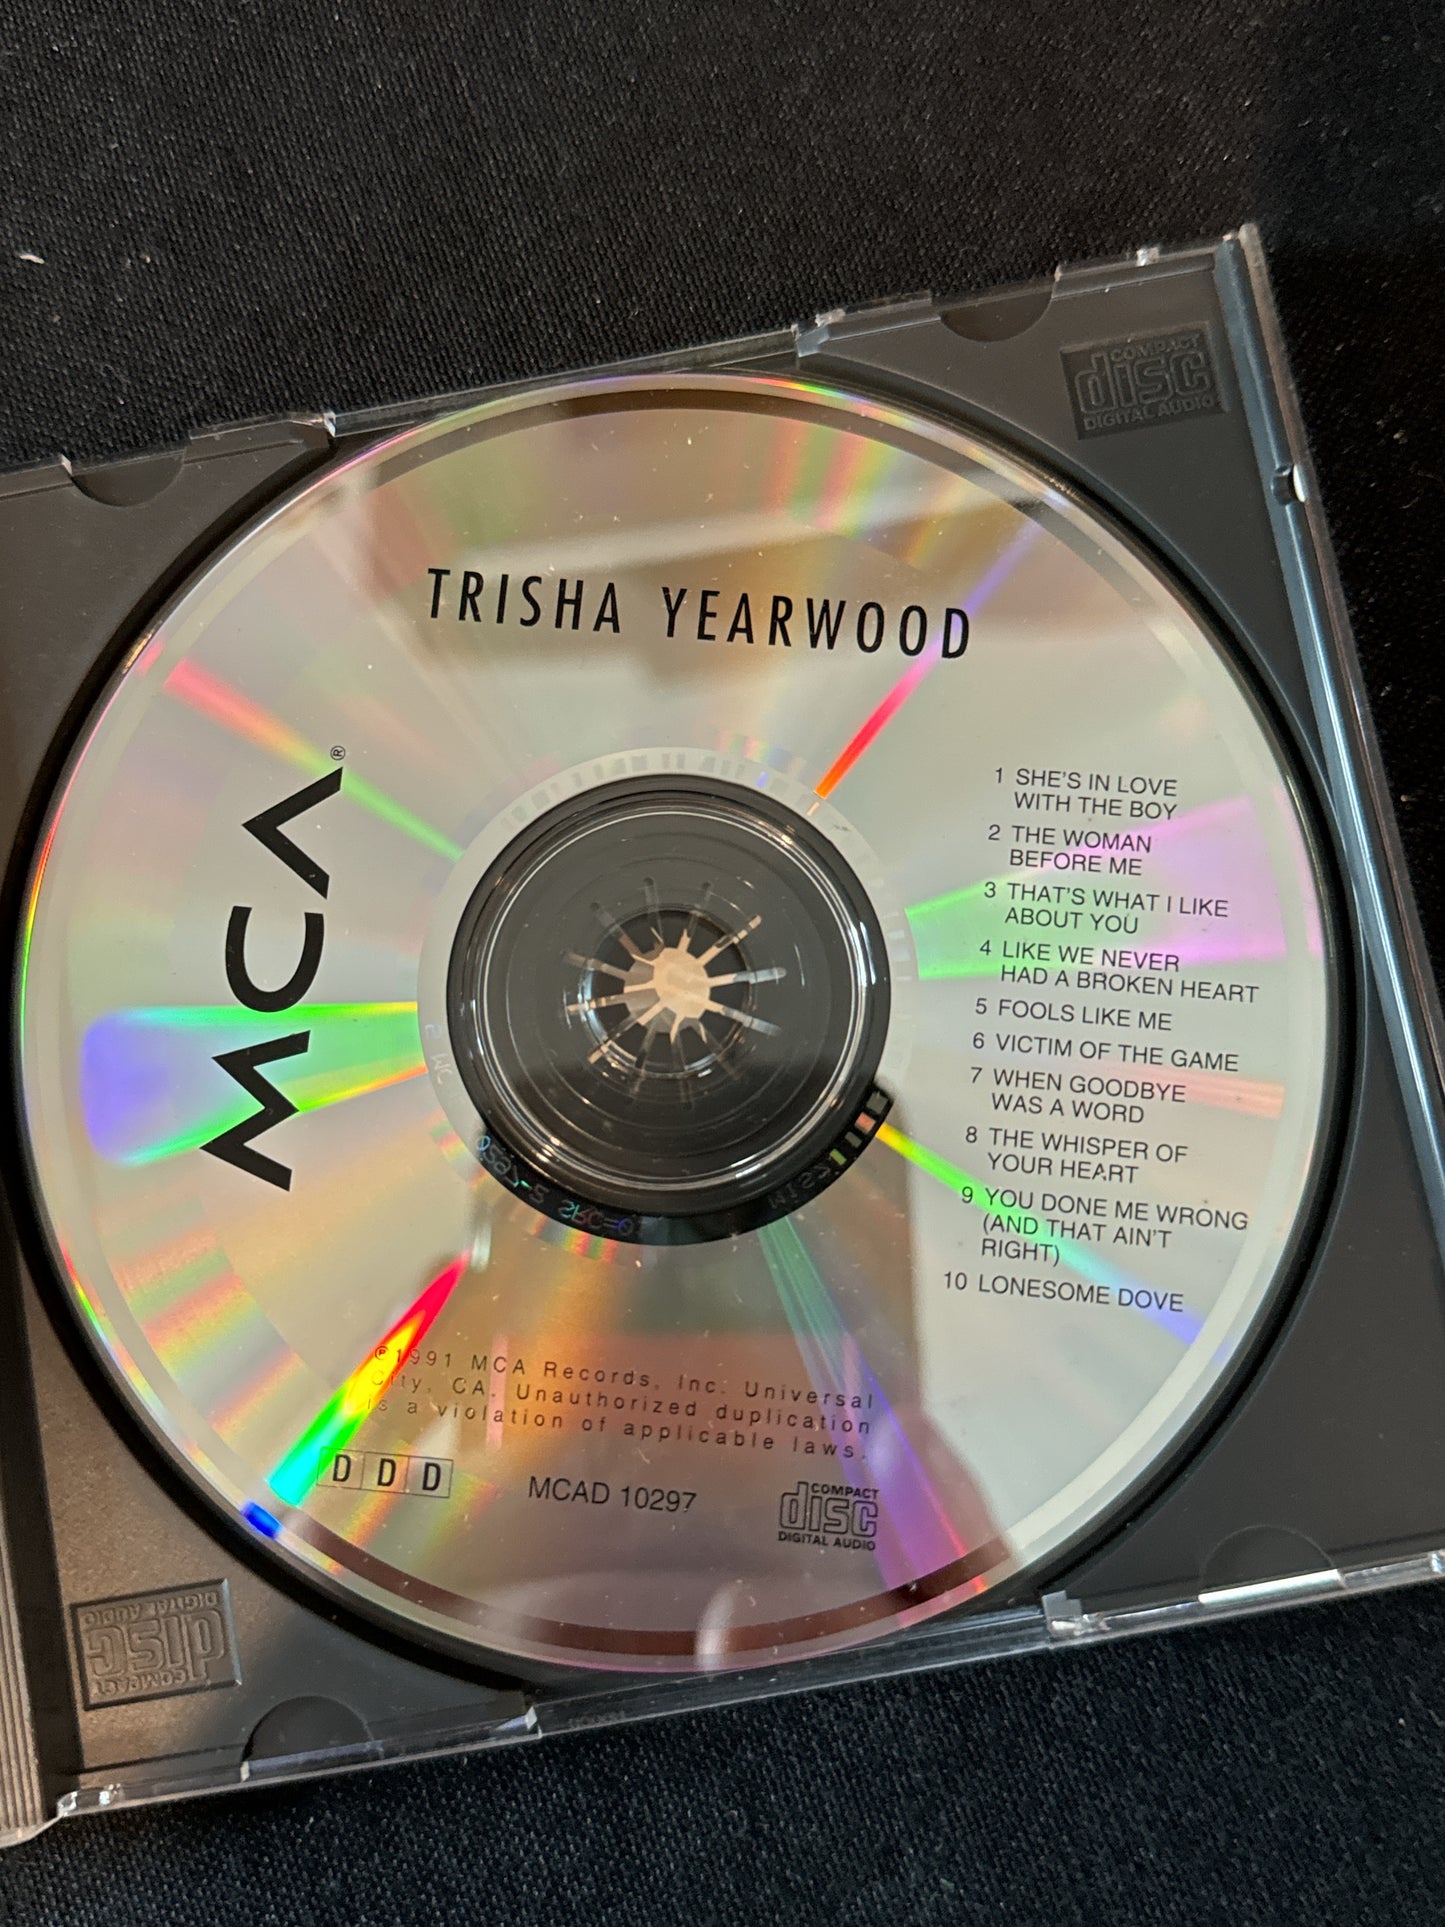 COMPACT
disc
DIGITAL AUDIO
TRISHA YEARWOOD
MCA®
1 SHE'S IN LOVE
WITH THE BOY
2 THE WOMAN
BEFORE ME
3 THAT'S WHAT I LIKE
ABOUT YOU
4 LIKE WE NEVER
HAD A BROKEN HEART
5 FOOLS LIKE ME
6 VICTIM OF THE GAME
7 WHEN GOODBYE
WAS A WORD
8 THE WHISPER OF
YOUR HEART
9 YOU DONE ME WRONG
(AND THAT AIN'T
RIGHT)
10 LONESOME DOVE
℗1991 MCA Records, Inc. Universal
City, CA. Unauthorized duplication
is a violation of applicable laws.
DDD
MCAD 10297
COMPACT
disc
DIGITAL AUDIO
COMPACT
disc
DIGITAL AUDIO